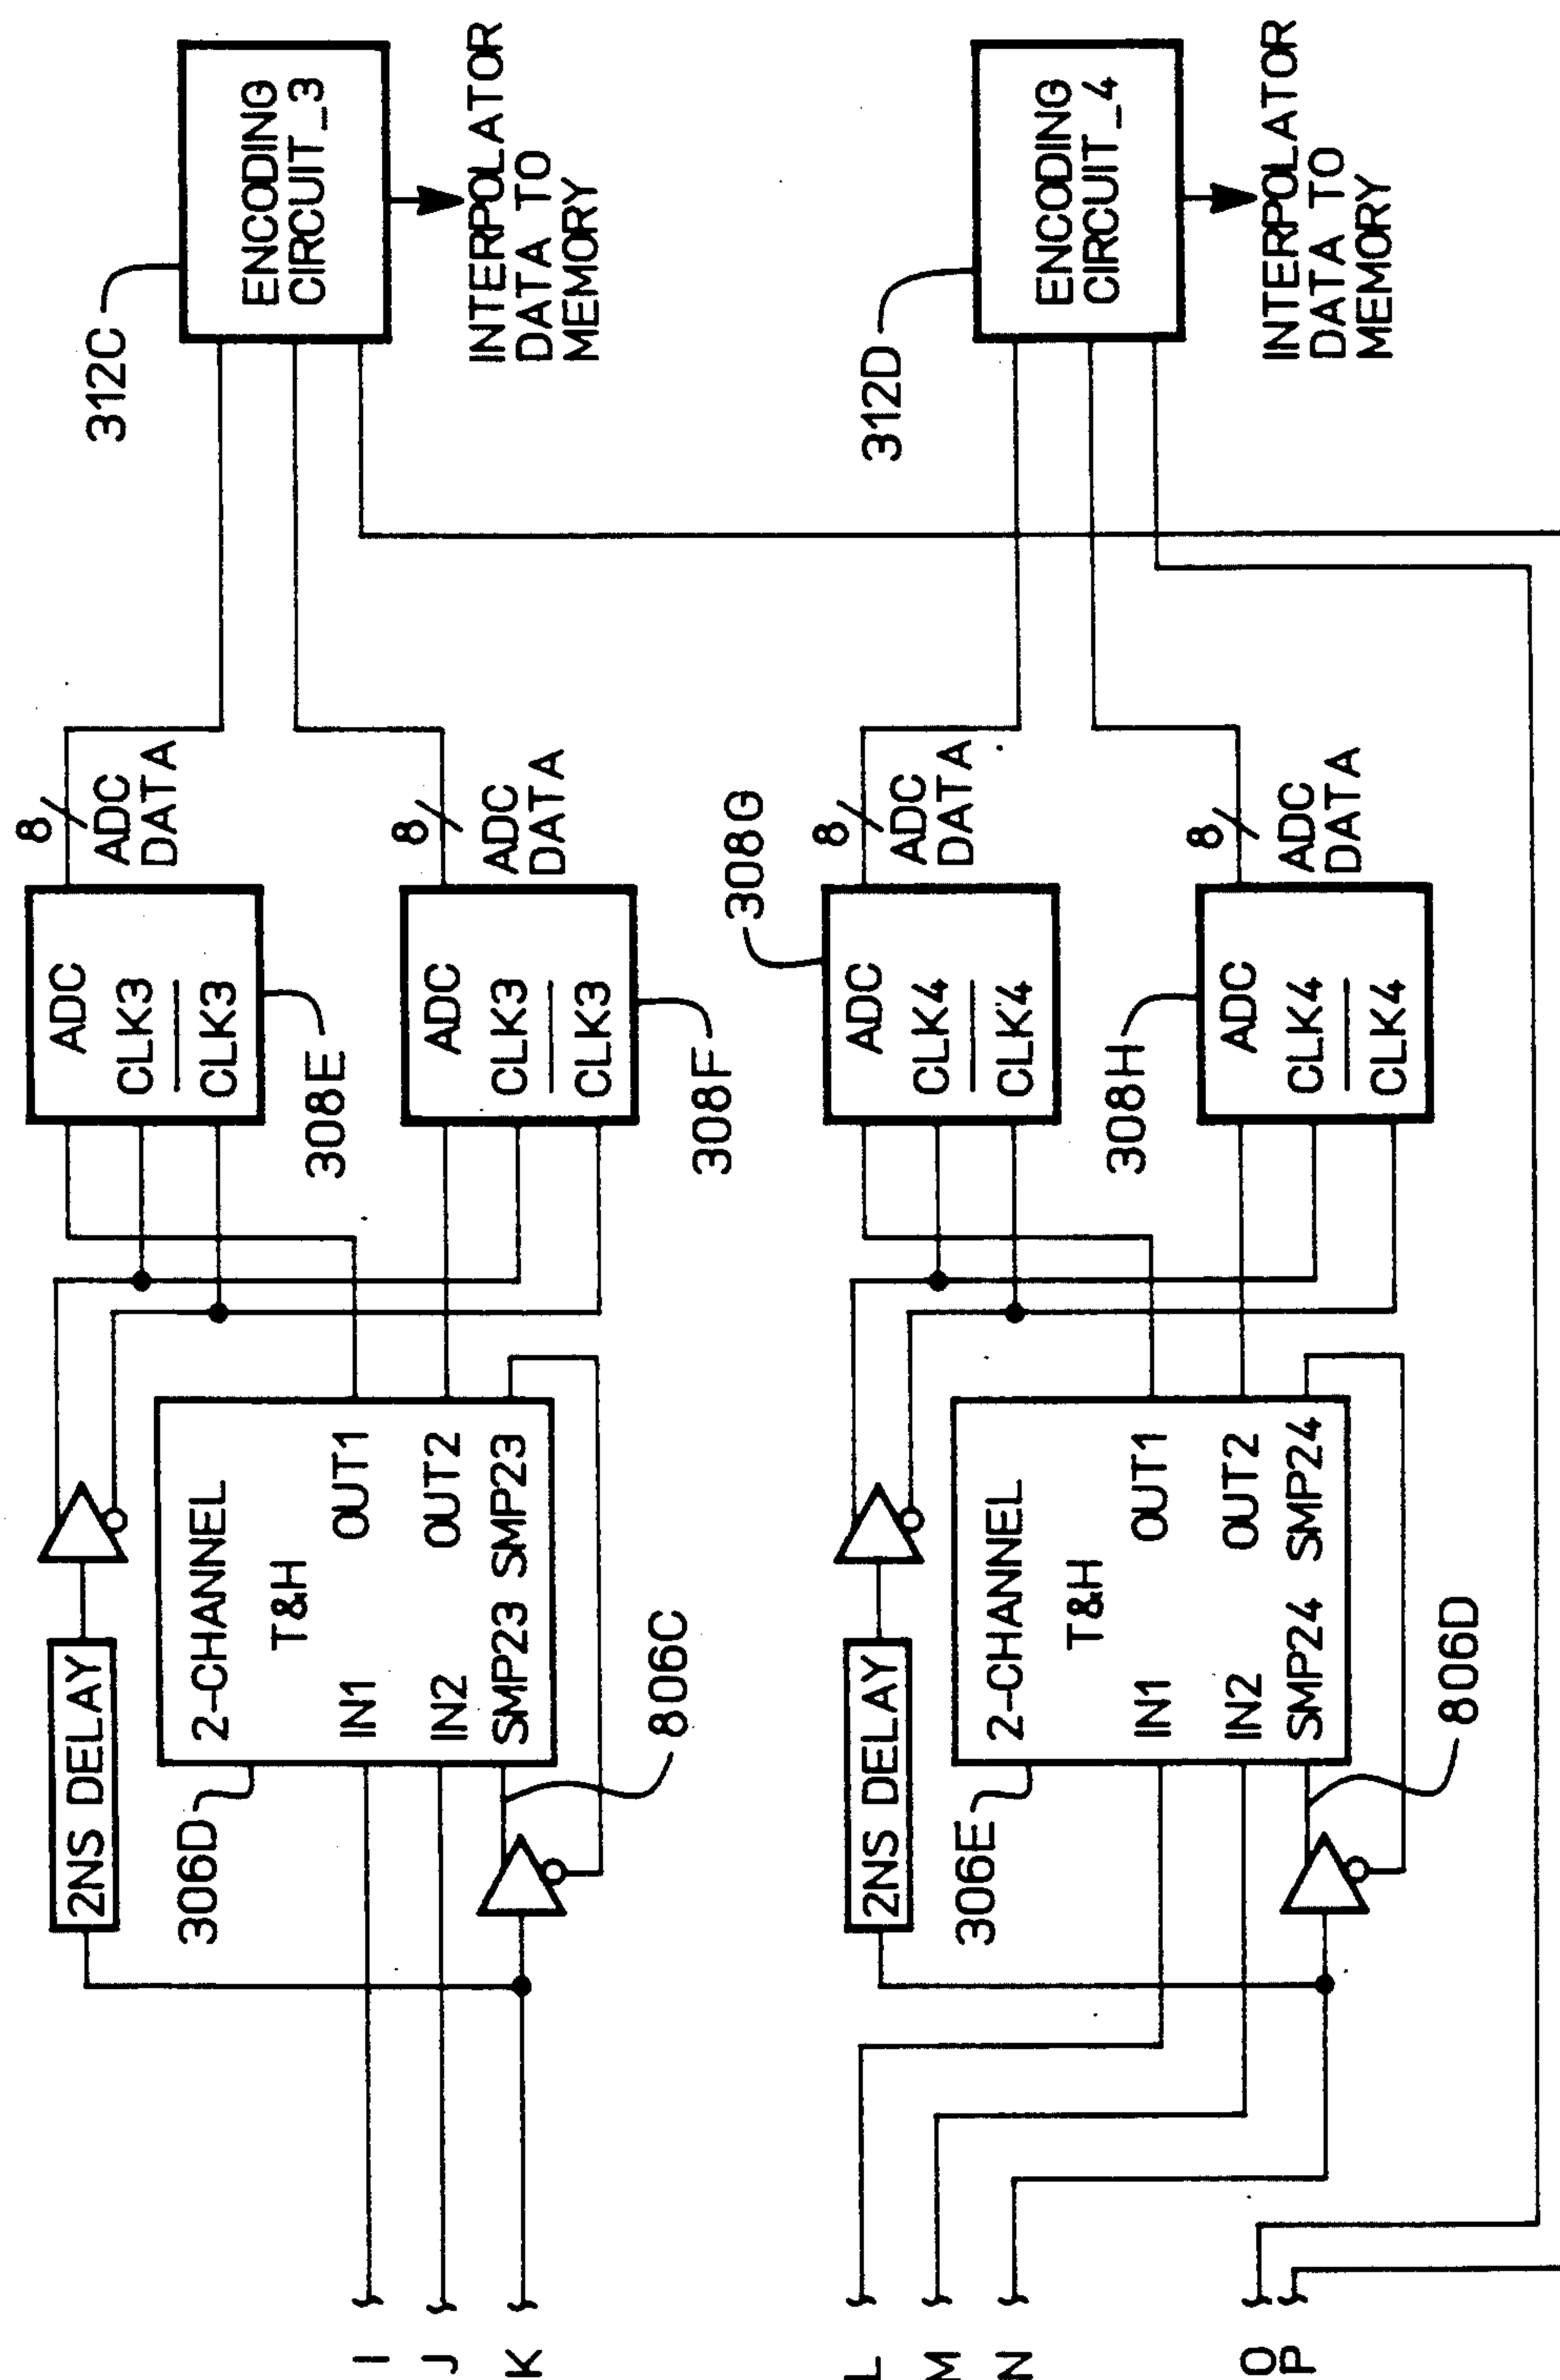 2NS DELAY
306D
2-CHANNEL
T&H
IN1
OUT1
IN2
OUT2
SMP23 SMP23
806C
I
J
K
ADC
CLK3
CLK3
308E
8
ADC
DATA
ADC
CLK3
CLK3
308F
8
ADC
DATA
312C
ENCODING
CIRCUIT_3
INTERPOLATOR
DATA TO
MEMORY
2NS DELAY
306E
2-CHANNEL
T&H
IN1
OUT1
IN2
OUT2
SMP24 SMP24
806D
L
M
N
O
P
308G
ADC
CLK4
CLK4
8
ADC
DATA
308H
ADC
CLK4
CLK4
8
ADC
DATA
312D
ENCODING
CIRCUIT_4
INTERPOLATOR
DATA TO
MEMORY